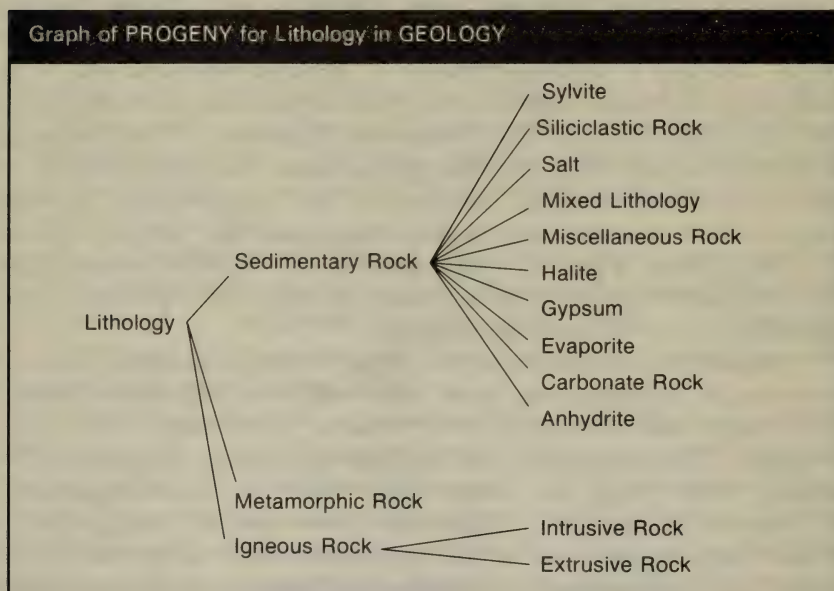 Graph of PROGENY for Lithology in GEOLOGY
Sylvite
Siliciclastic Rock
Salt
Mixed Lithology
Miscellaneous Rock
Sedimentary Rock
Halite
Gypsum
Lithology
Evaporite
Carbonate Rock
Anhydrite
Metamorphic Rock
Igneous Rock
Intrusive Rock
Extrusive Rock